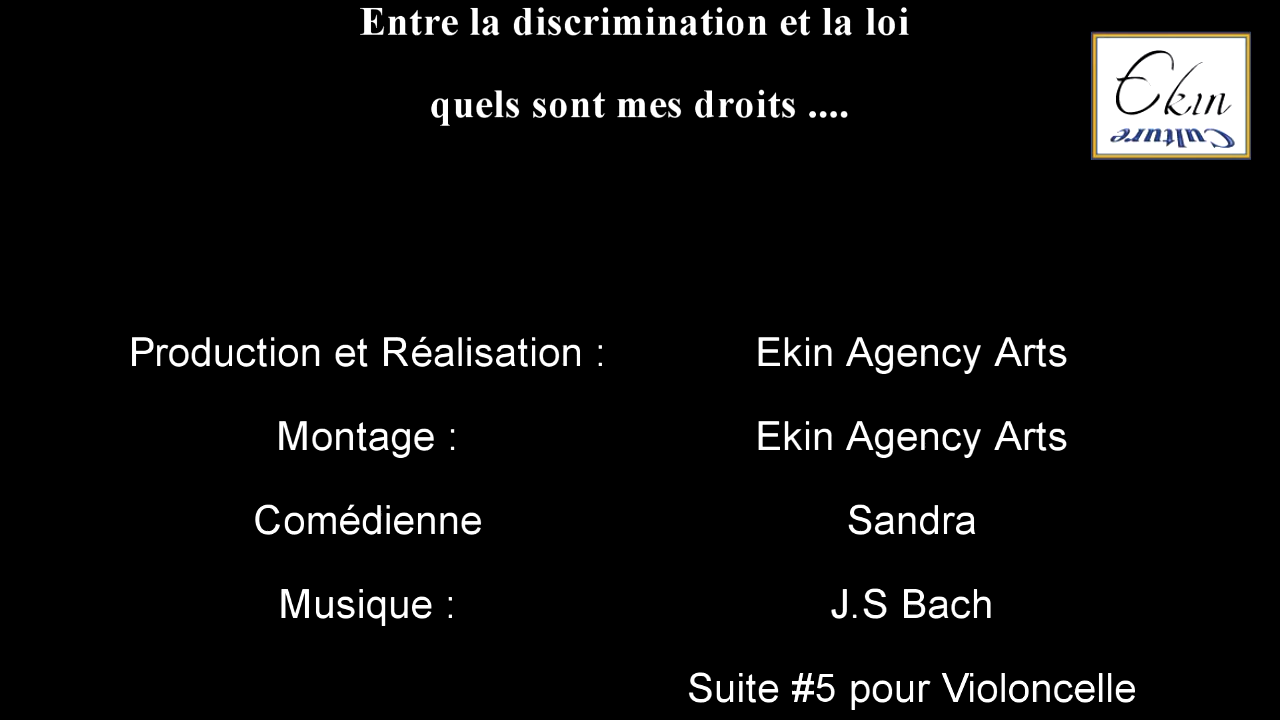 Entre la discrimination et la loi
quels sont mes droits ....
Ekin
Culture
Production et Réalisation : Ekin Agency Arts
Montage : Ekin Agency Arts
Comédienne Sandra
Musique : J.S Bach
Suite #5 pour Violoncelle